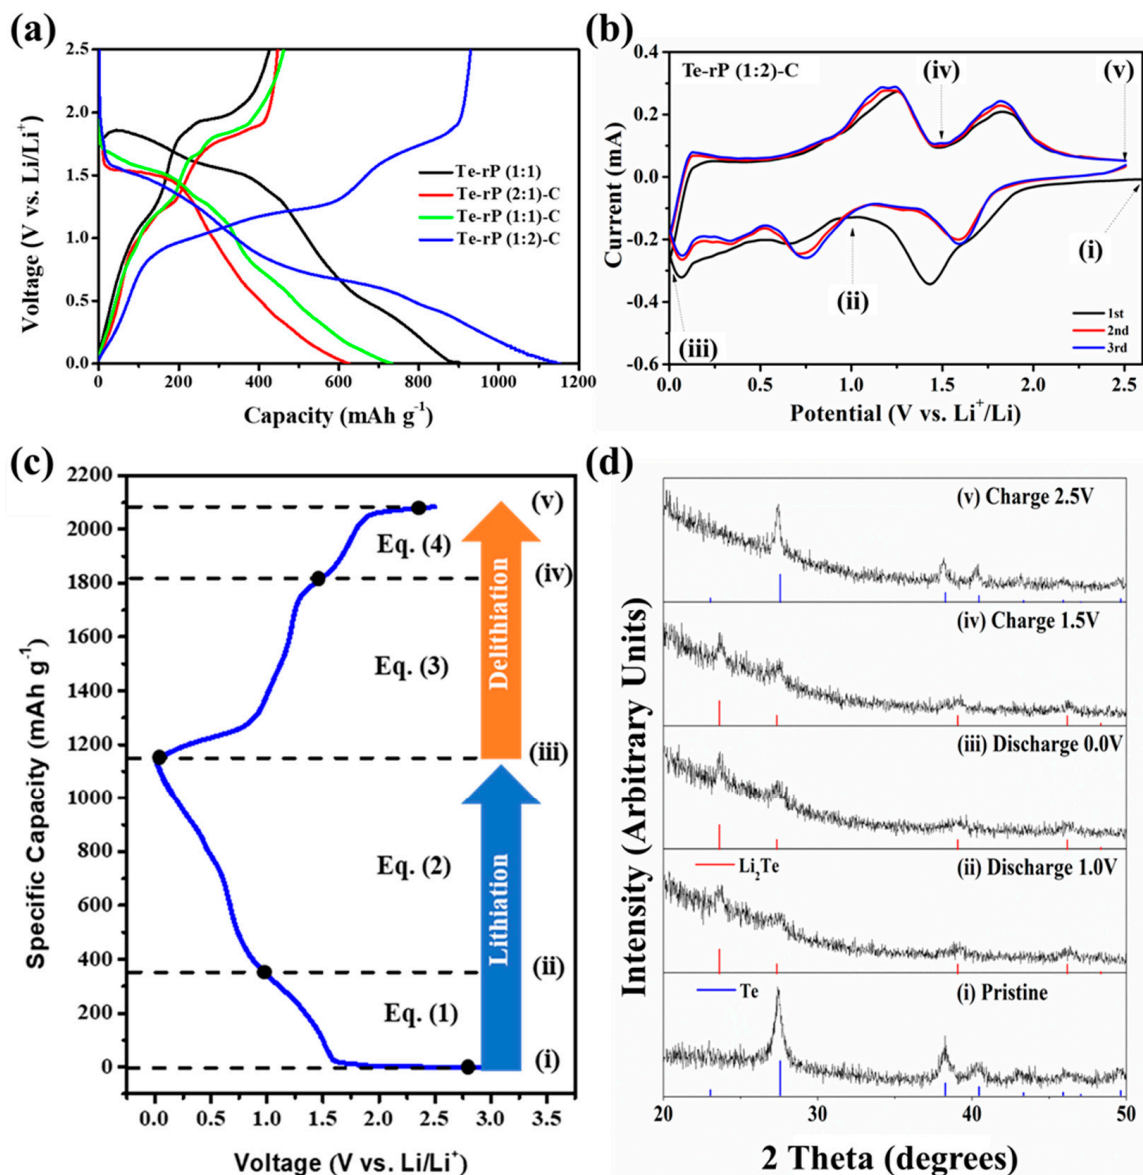 (a)
2.5
2.0
1.5
1.0
0.5
0.0
0 200 400 600 800 1000 1200
Voltage (V vs. Li/Li⁺)
Capacity (mAh g⁻¹)
Te-rP (1:1)
Te-rP (2:1)-C
Te-rP (1:1)-C
Te-rP (1:2)-C
(b)
0.4
0.2
0.0
-0.2
-0.4
-0.6
0.0 0.5 1.0 1.5 2.0 2.5
Current (mA)
Potential (V vs. Li⁺/Li)
Te-rP (1:2)-C
(iv)
(v)
(i)
(ii)
(iii)
1st
2nd
3rd
(c)
2200
2000
1800
1600
1400
1200
1000
800
600
400
200
0
0.0 0.5 1.0 1.5 2.0 2.5 3.0 3.5
Specific Capacity (mAh g⁻¹)
Voltage (V vs. Li/Li⁺)
(v)
Eq. (4)
(iv)
Eq. (3)
Delithiation
(iii)
Eq. (2)
Lithiation
(ii)
Eq. (1)
(i)
(d)
Intensity (Arbitrary Units)
(v) Charge 2.5V
(iv) Charge 1.5V
(iii) Discharge 0.0V
Li₂Te
(ii) Discharge 1.0V
Te
(i) Pristine
20 30 40 50
2 Theta (degrees)